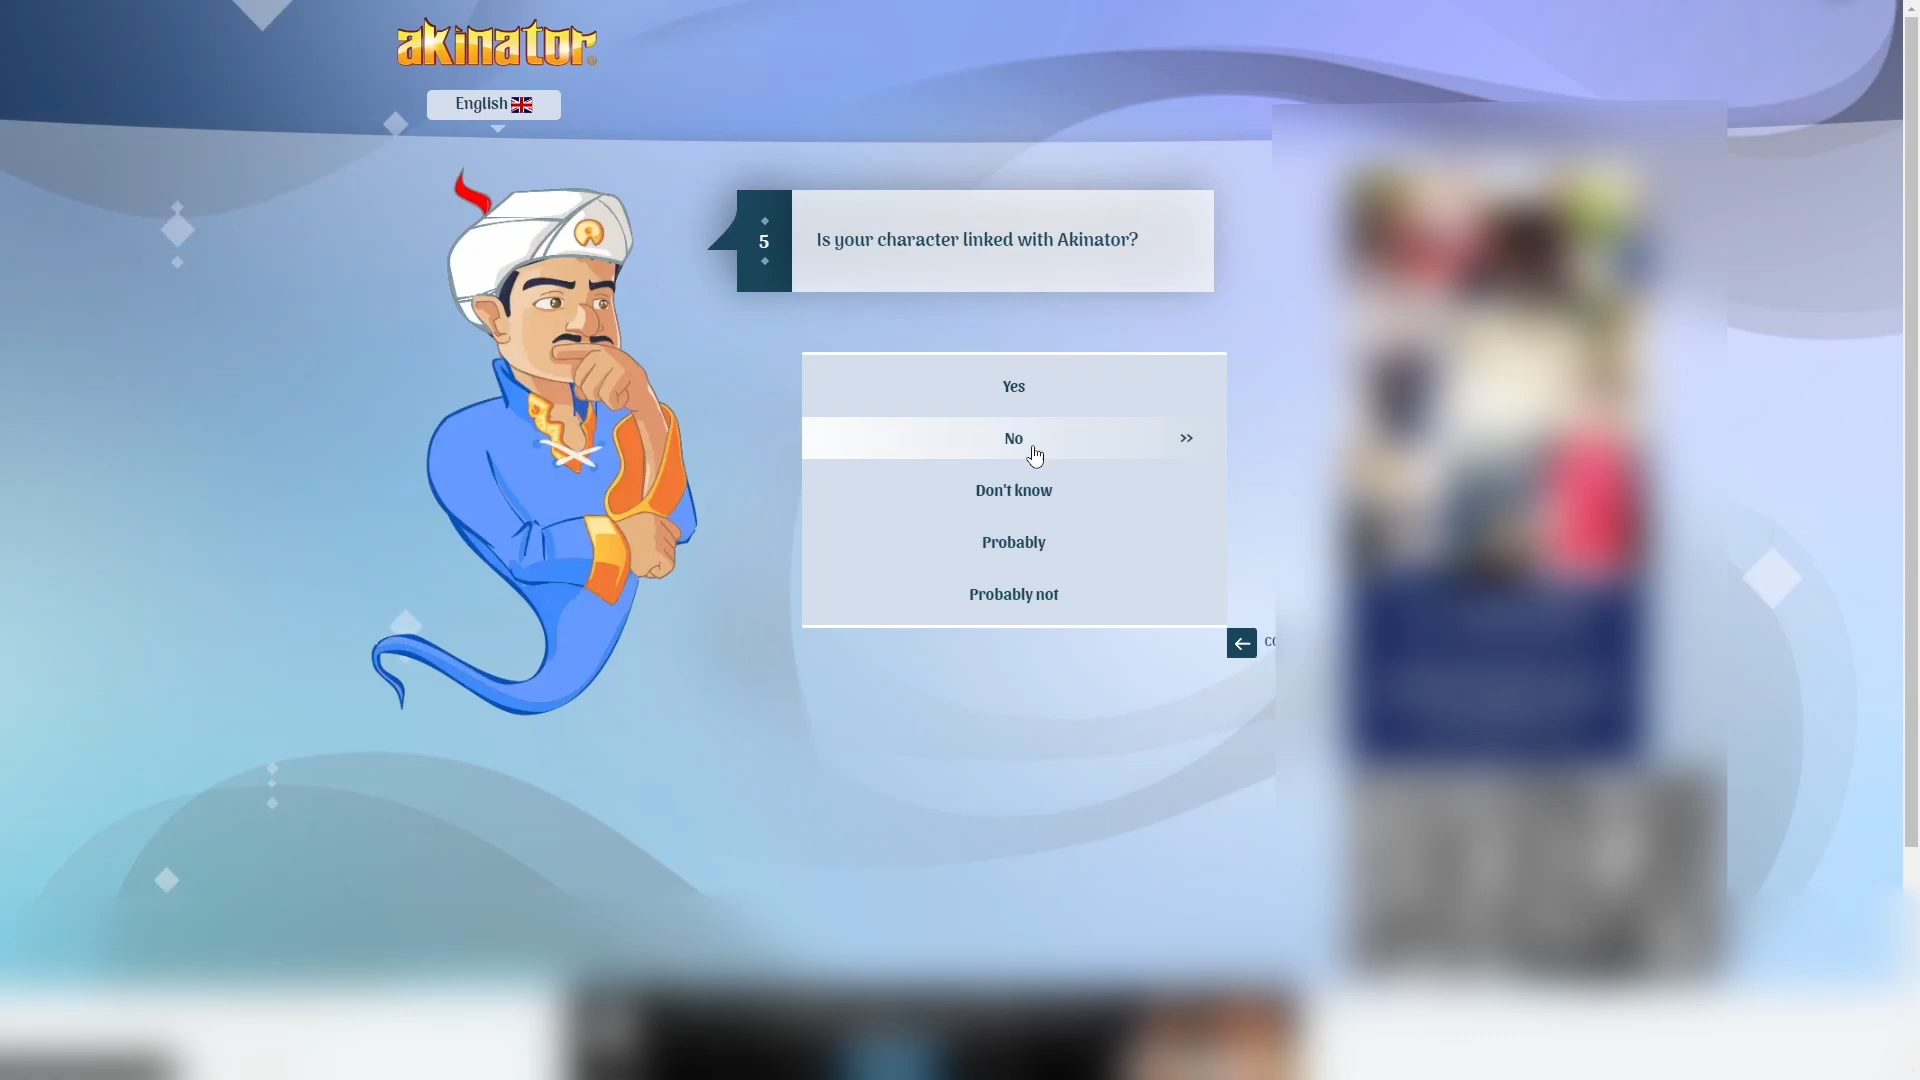 akinator
English
5
Is your character linked with Akinator?
Yes
No
Don't know
Probably
Probably not